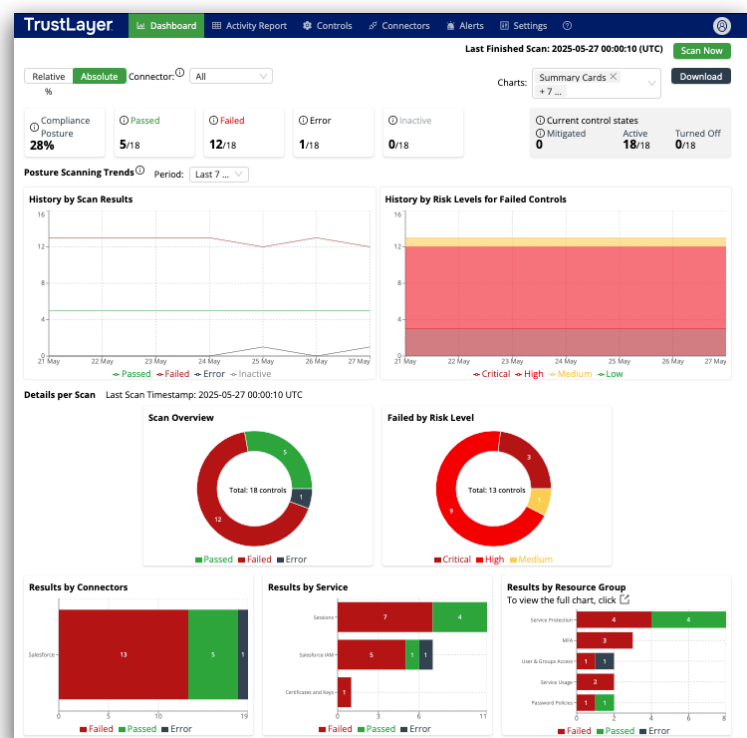 TrustLayer Dashboard Activity Report Controls Connectors Alerts Settings
Last Finished Scan: 2025-05-27 00:00:10 (UTC) Scan Now
Relative % Absolute Connector: All Charts: Summary Cards + 7 ... Download
Compliance Posture
28%
Passed
5/18
Failed
12/18
Error
1/18
Inactive
0/18
Current control states
Mitigated Active Turned Off
0 18/18 0/18
Posture Scanning Trends Period: Last 7 ...
History by Scan Results
16
12
8
4
0
21 May 22 May 23 May 24 May 25 May 26 May 27 May
Passed Failed Error Inactive
History by Risk Levels for Failed Controls
16
12
8
4
0
21 May 22 May 23 May 24 May 25 May 26 May 27 May
Critical High Medium Low
Details per Scan Last Scan Timestamp: 2025-05-27 00:00:10 UTC
Scan Overview
5
1
12
Total: 18 controls
Passed Failed Error
Failed by Risk Level
3
1
9
Total: 13 controls
Critical High Medium
Results by Connectors
Salesforce 13 5 1
0 5 10 19
Failed Passed Error
Results by Service
Sessions 7 4
Salesforce IAM 5 1 1
Certificates and Keys 1
0 3 6 11
Failed Passed Error
Results by Resource Group
To view the full chart, click
Service Protection 4 4
MFA 3
User & Groups Access 1 1
Service Usage 2
Password Policies 1 1
0 2 4 6 8
Failed Passed Error